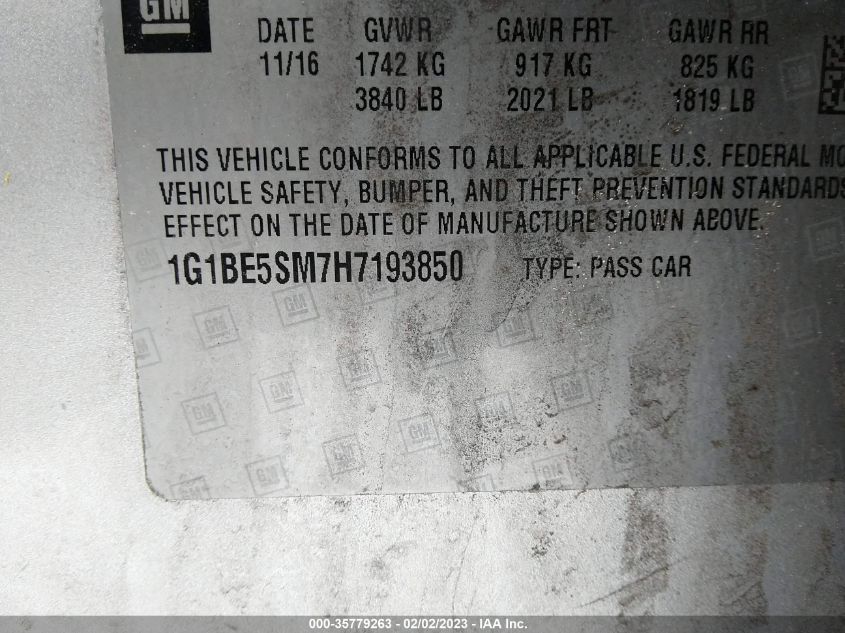 GM
DATE GVWR GAWR FRT GAWR RR
11/16 1742 KG 917 KG 825 KG
3840 LB 2021 LB 1819 LB
THIS VEHICLE CONFORMS TO ALL APPLICABLE U.S. FEDERAL MO
VEHICLE SAFETY, BUMPER, AND THEFT PREVENTION STANDARDS
EFFECT ON THE DATE OF MANUFACTURE SHOWN ABOVE.
1G1BE5SM7H7193850 TYPE: PASS CAR
000-35779263 - 02/02/2023 - IAA Inc.